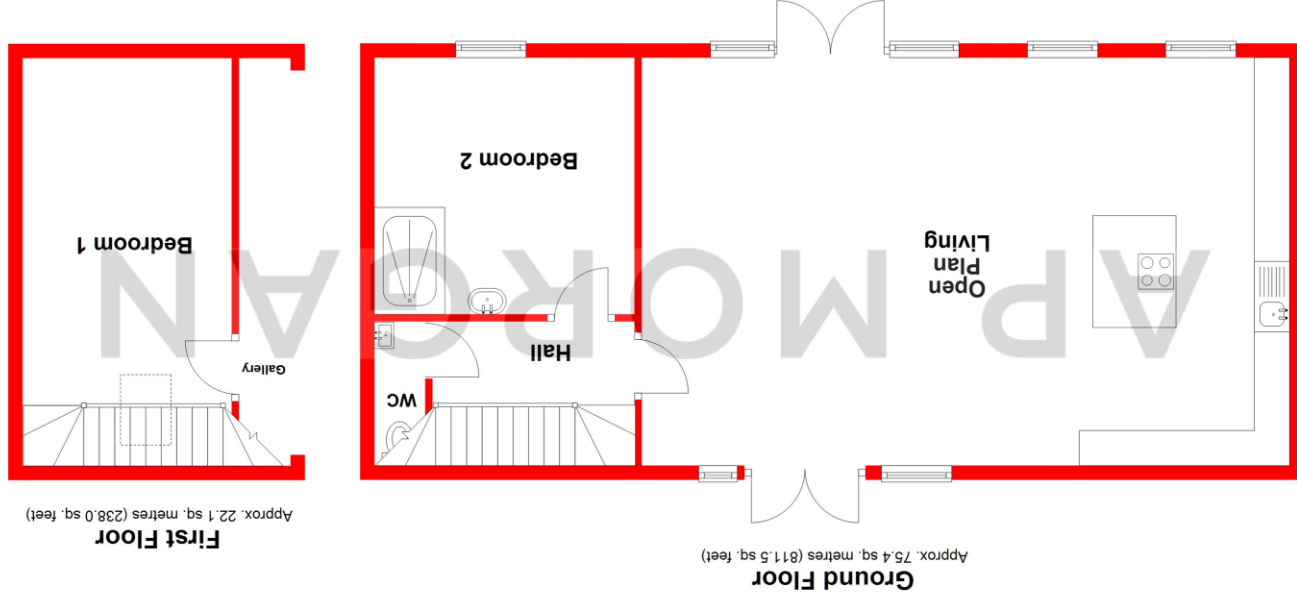 Ground Floor
Approx. 75.4 sq. metres (811.5 sq. feet)
Open
Plan
Living
Hall
WC
Bedroom 2
First Floor
Approx. 22.1 sq. metres (238.0 sq. feet)
Gallery
Bedroom 1
AP MORGAN